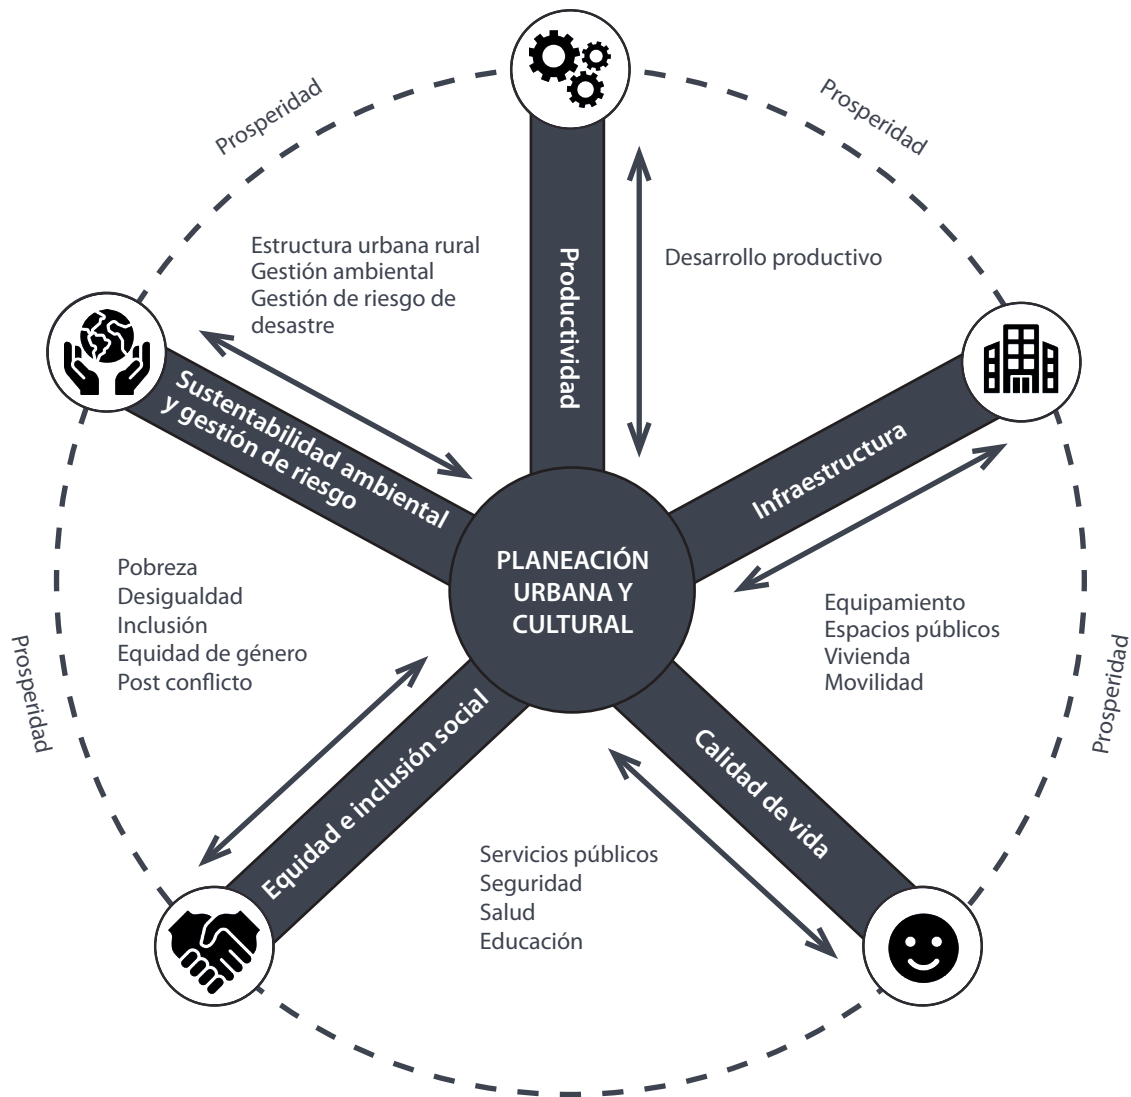 Prosperidad
Prosperidad
Estructura urbana rural
Gestión ambiental
Gestión de riesgo de
desastre
Productividad
Desarrollo productivo
Sustentabilidad ambiental
y gestión de riesgo
Infraestructura
PLANEACIÓN
URBANA Y
CULTURAL
Pobreza
Desigualdad
Inclusión
Equidad de género
Post conflicto
Equipamiento
Espacios públicos
Vivienda
Movilidad
Prosperidad
Prosperidad
Equidad e inclusión social
Calidad de vida
Servicios públicos
Seguridad
Salud
Educación